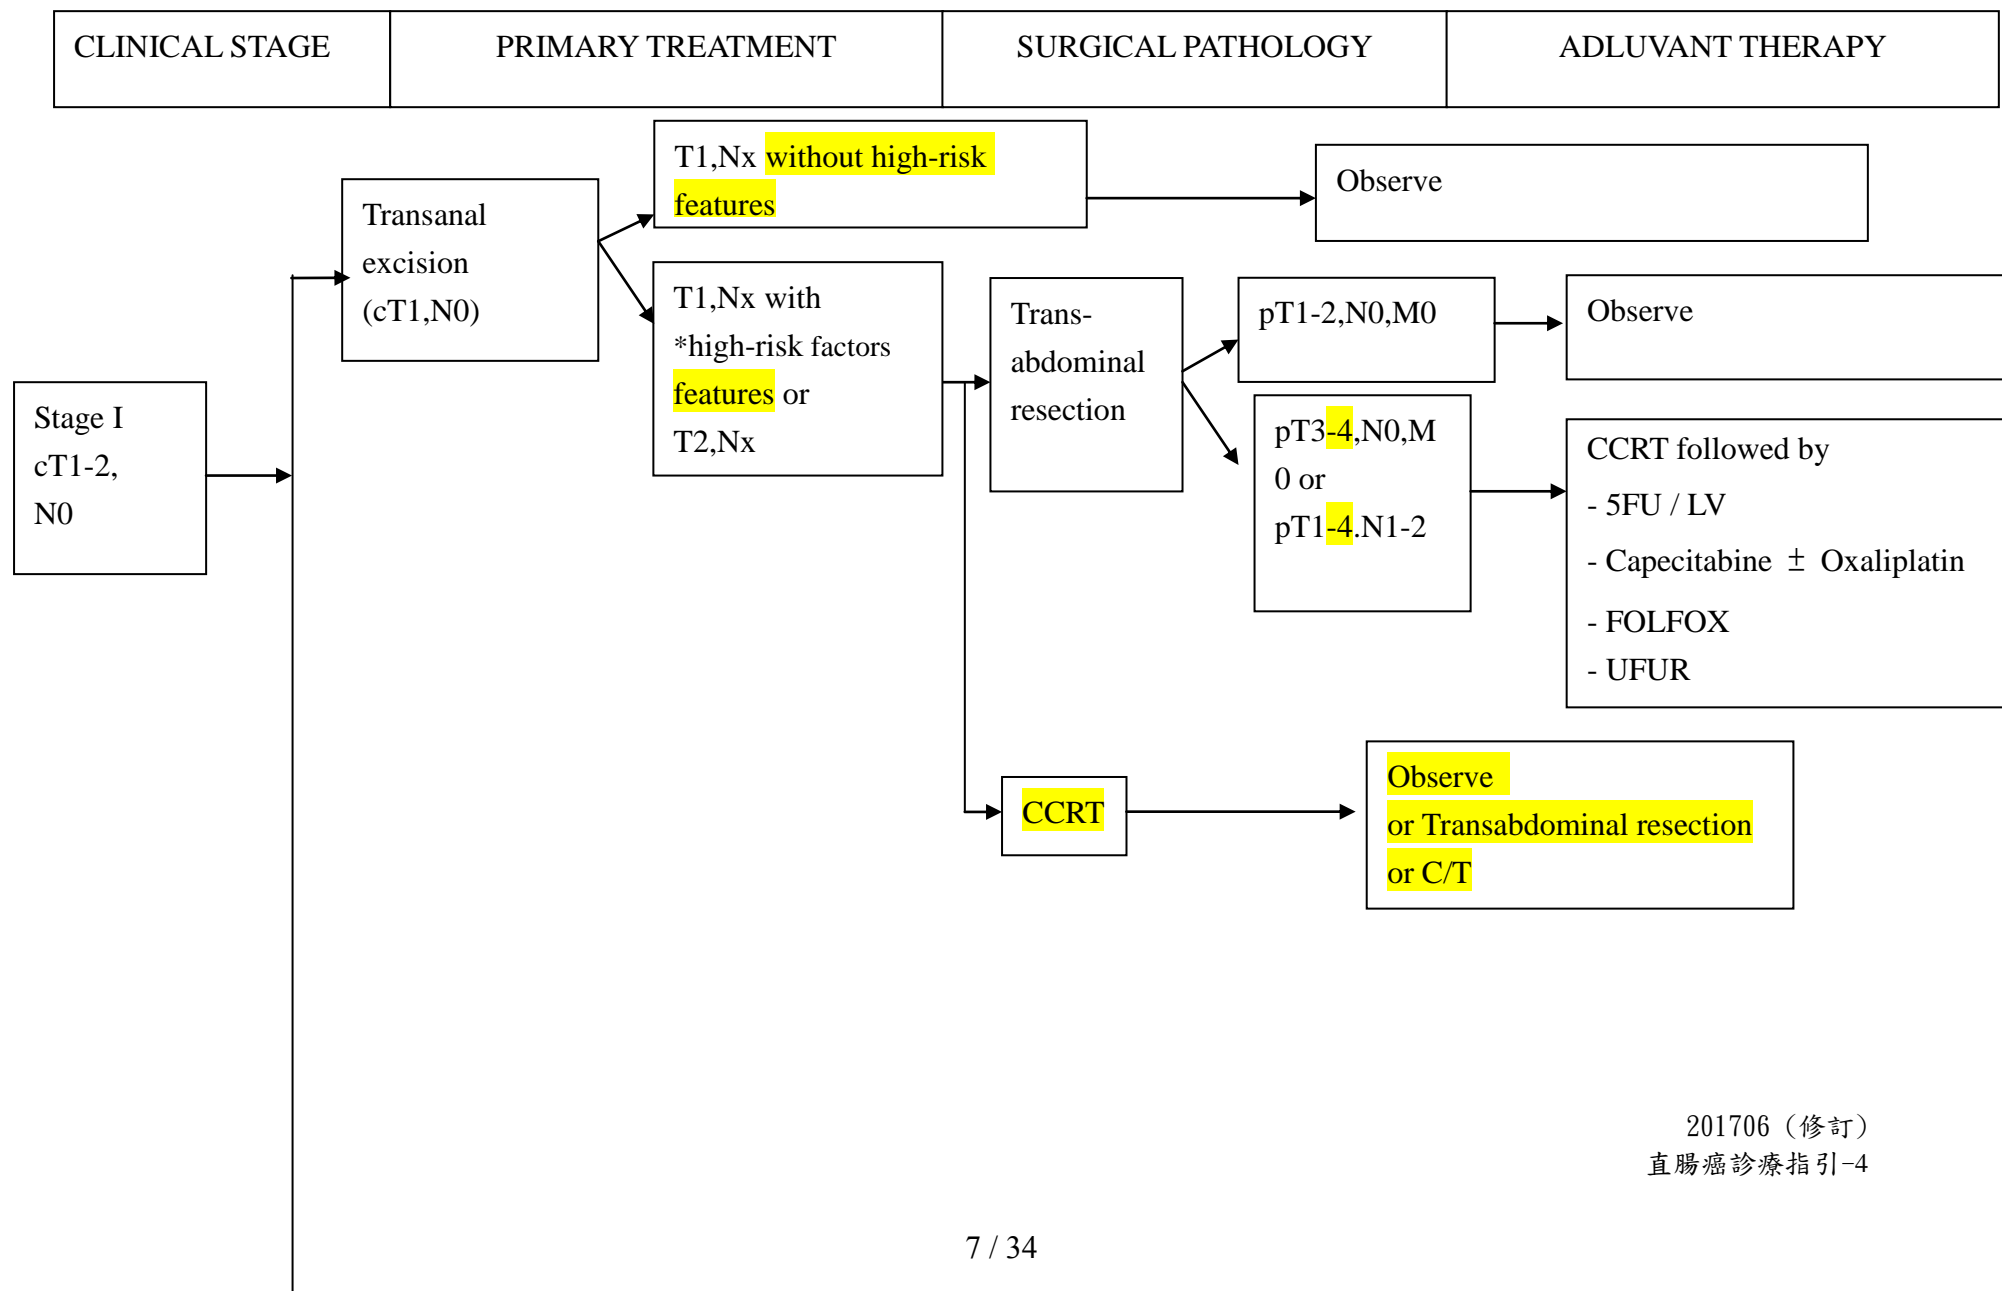 CLINICAL STAGE
PRIMARY TREATMENT
SURGICAL PATHOLOGY
ADLUVANT THERAPY
T1,Nx without high-risk
features
Observe
Transanal
excision
(cT1,N0)
T1,Nx with
*high-risk factors
features or
T2,Nx
Trans-
abdominal
resection
pT1-2,N0,M0
Observe
Stage I
cT1-2,
N0
pT3-4,N0,M
0 or
pT1-4.N1-2
CCRT followed by
- 5FU / LV
- Capecitabine ± Oxaliplatin
- FOLFOX
- UFUR
CCRT
Observe
or Transabdominal resection
or C/T
201706（修訂）
直腸癌診療指引-4
7 / 34